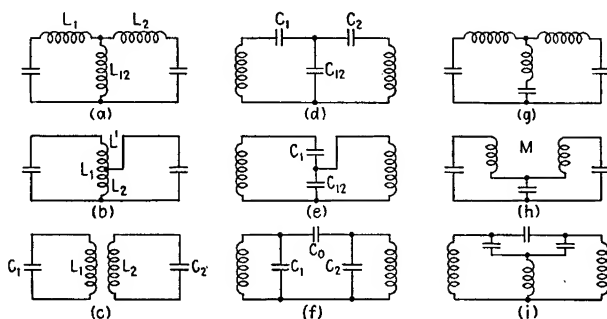 L₁ L₂
L₁₂
(a)
C₁ C₂
C₁₂
(d)
(g)
L'
L₁
L₂
(b)
C₁
C₁₂
(e)
M
(h)
C₁ L₁ L₂ C₂
(c)
C₀
C₁ C₂
(f)
(i)